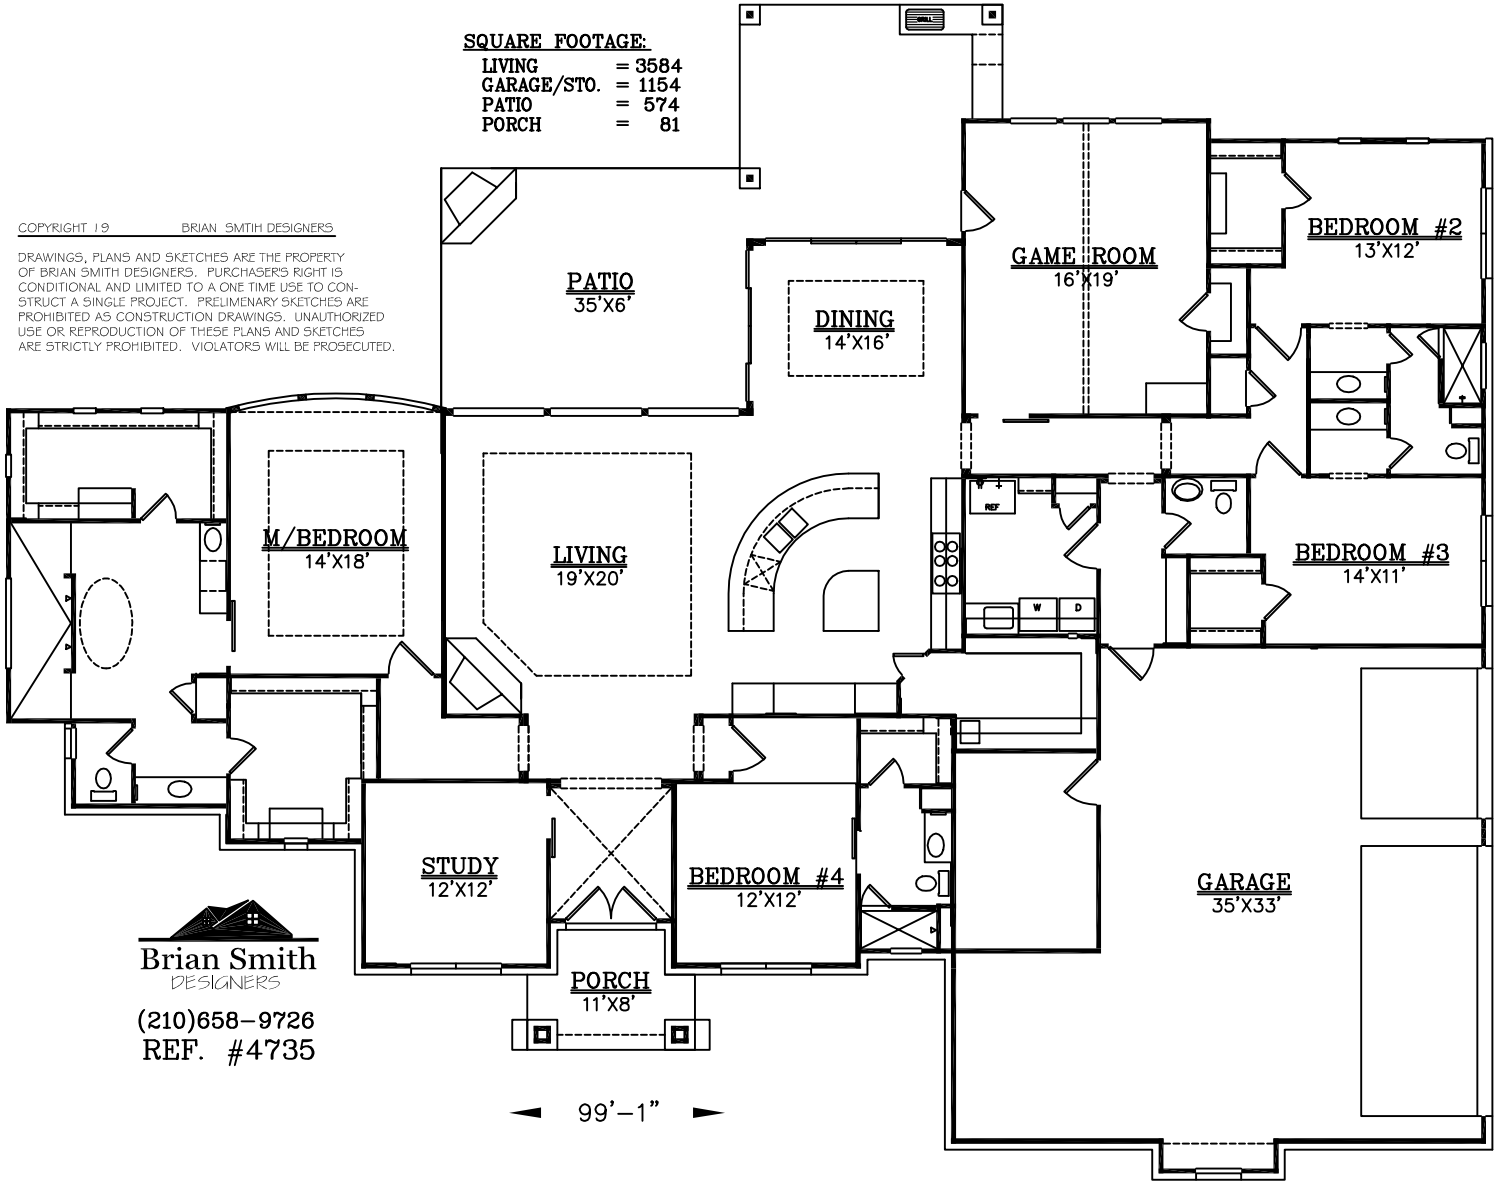 SQUARE FOOTAGE:
LIVING = 3584
GARAGE/STO. = 1154
PATIO = 574
PORCH = 81
GRILL
COPYRIGHT 19 BRIAN SMTIH DESIGNERS
DRAWINGS, PLANS AND SKETCHES ARE THE PROPERTY
OF BRIAN SMITH DESIGNERS. PURCHASER'S RIGHT IS
CONDITIONAL AND LIMITED TO A ONE TIME USE TO CON-
STRUCT A SINGLE PROJECT. PRELIMENARY SKETCHES ARE
PROHIBITED AS CONSTRUCTION DRAWINGS. UNAUTHORIZED
USE OR REPRODUCTION OF THESE PLANS AND SKETCHES
ARE STRICTLY PROHIBITED. VIOLATORS WILL BE PROSECUTED.
PATIO
35'X6'
DINING
14'X16'
GAME ROOM
16'X19'
BEDROOM #2
13'X12'
M/BEDROOM
14'X18'
LIVING
19'X20'
REF
W
D
BEDROOM #3
14'X11'
STUDY
12'X12'
BEDROOM #4
12'X12'
GARAGE
35'X33'
PORCH
11'X8'
Brian Smith
DESIGNERS
(210)658-9726
REF. #4735
99'-1"